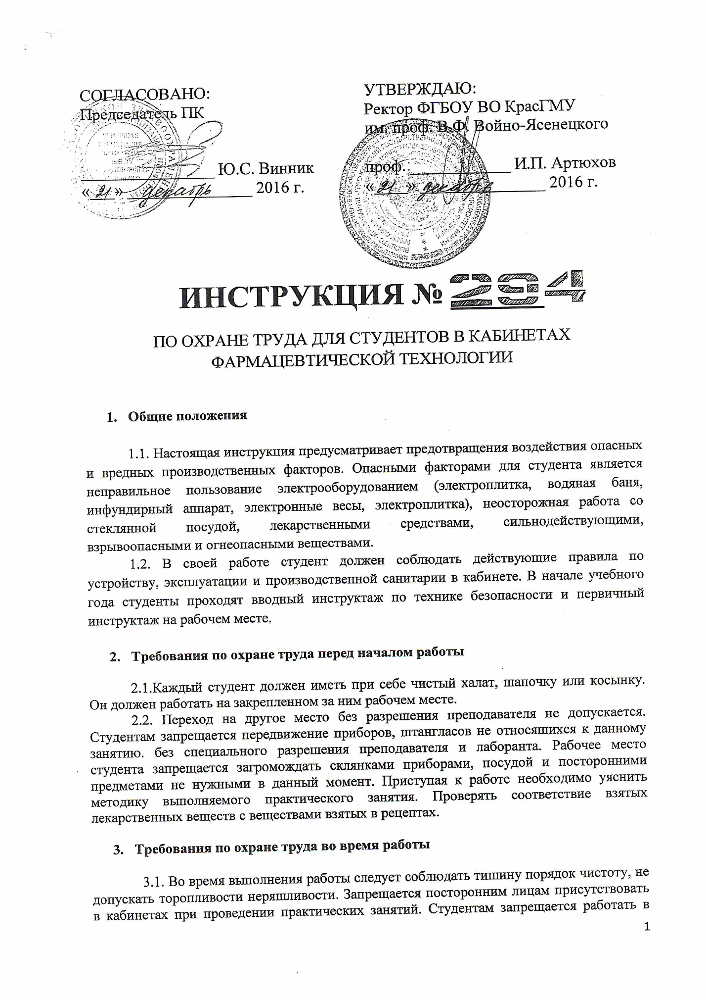 СОГЛАСОВАНО:
Председатель ПК
Ю.С. Винник
« 21 » декабрь 2016 г.
УТВЕРЖДАЮ:
Ректор ФГБОУ ВО КрасГМУ
им. проф. В.Ф. Войно-Ясенецкого
проф. И.П. Артюхов
« 21 » декабрь 2016 г.
ИНСТРУКЦИЯ № 294
ПО ОХРАНЕ ТРУДА ДЛЯ СТУДЕНТОВ В КАБИНЕТАХ
ФАРМАЦЕВТИЧЕСКОЙ ТЕХНОЛОГИИ
1. Общие положения
1.1. Настоящая инструкция предусматривает предотвращения воздействия опасных
и вредных производственных факторов. Опасными факторами для студента является
неправильное пользование электрооборудованием (электроплитка, водяная баня,
инфундирный аппарат, электронные весы, электроплитка), неосторожная работа со
стеклянной посудой, лекарственными средствами, сильнодействующими,
взрывоопасными и огнеопасными веществами.
1.2. В своей работе студент должен соблюдать действующие правила по
устройству, эксплуатации и производственной санитарии в кабинете. В начале учебного
года студенты проходят вводный инструктаж по технике безопасности и первичный
инструктаж на рабочем месте.
2. Требования по охране труда перед началом работы
2.1.Каждый студент должен иметь при себе чистый халат, шапочку или косынку.
Он должен работать на закрепленном за ним рабочем месте.
2.2. Переход на другое место без разрешения преподавателя не допускается.
Студентам запрещается передвижение приборов, штангласов не относящихся к данному
занятию. без специального разрешения преподавателя и лаборанта. Рабочее место
студента запрещается загромождать склянками приборами, посудой и посторонними
предметами не нужными в данный момент. Приступая к работе необходимо уяснить
методику выполняемого практического занятия. Проверять соответствие взятых
лекарственных веществ с веществами взятых в рецептах.
3. Требования по охране труда во время работы
3.1. Во время выполнения работы следует соблюдать тишину порядок чистоту, не
допускать торопливости неряшливости. Запрещается посторонним лицам присутствовать
в кабинетах при проведении практических занятий. Студентам запрещается работать в
1